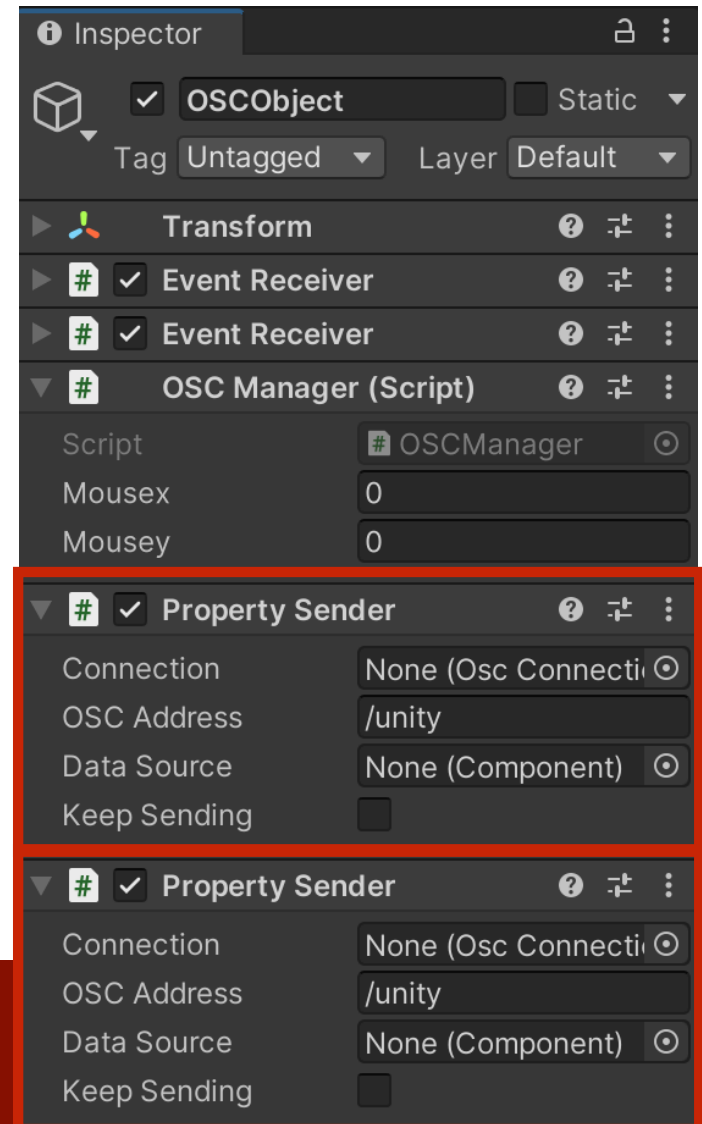 Inspector
OSCObject Static
Tag Untagged Layer Default
Transform
# Event Receiver
# Event Receiver
# OSC Manager (Script)
Script # OSCManager
Mousex 0
Mousey 0
# Property Sender
Connection None (Osc Connecti
OSC Address /unity
Data Source None (Component)
Keep Sending
# Property Sender
Connection None (Osc Connecti
OSC Address /unity
Data Source None (Component)
Keep Sending